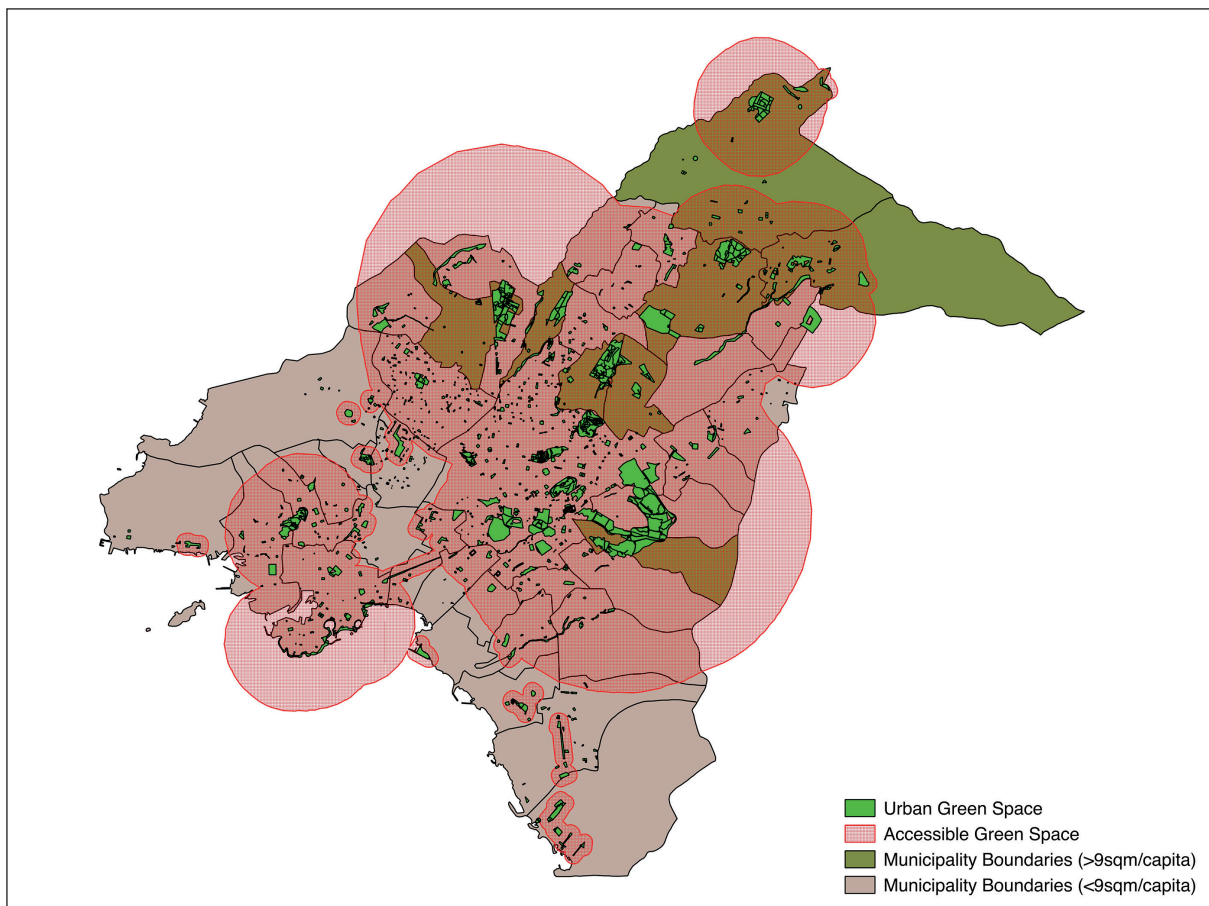 Urban Green Space
Accessible Green Space
Municipality Boundaries (>9sqm/capita)
Municipality Boundaries (<9sqm/capita)